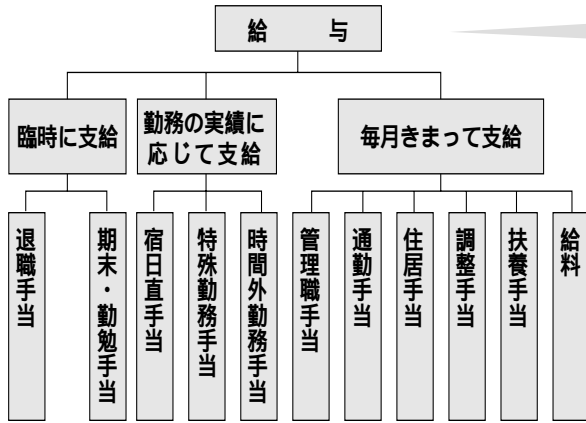 給　与
臨時に支給
勤務の実績に
応じて支給
毎月きまって支給
退職手当
期末・勤勉手当
宿日直手当
特殊勤務手当
時間外勤務手当
管理職手当
通勤手当
住居手当
調整手当
扶養手当
給料